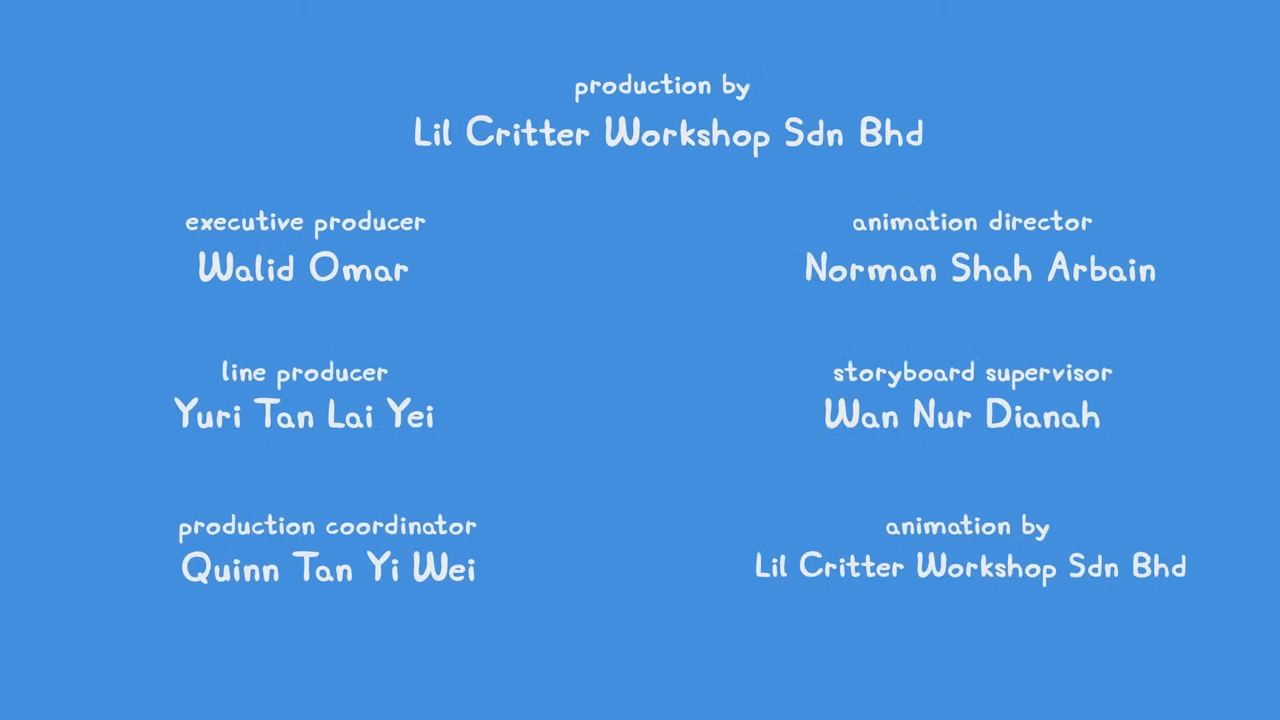 production by
Lil Critter Workshop Sdn Bhd
executive producer
Walid Omar
animation director
Norman Shah Arbain
line producer
Yuri Tan Lai Yei
storyboard supervisor
Wan Nur Dianah
production coordinator
Quinn Tan Yi Wei
animation by
Lil Critter Workshop Sdn Bhd